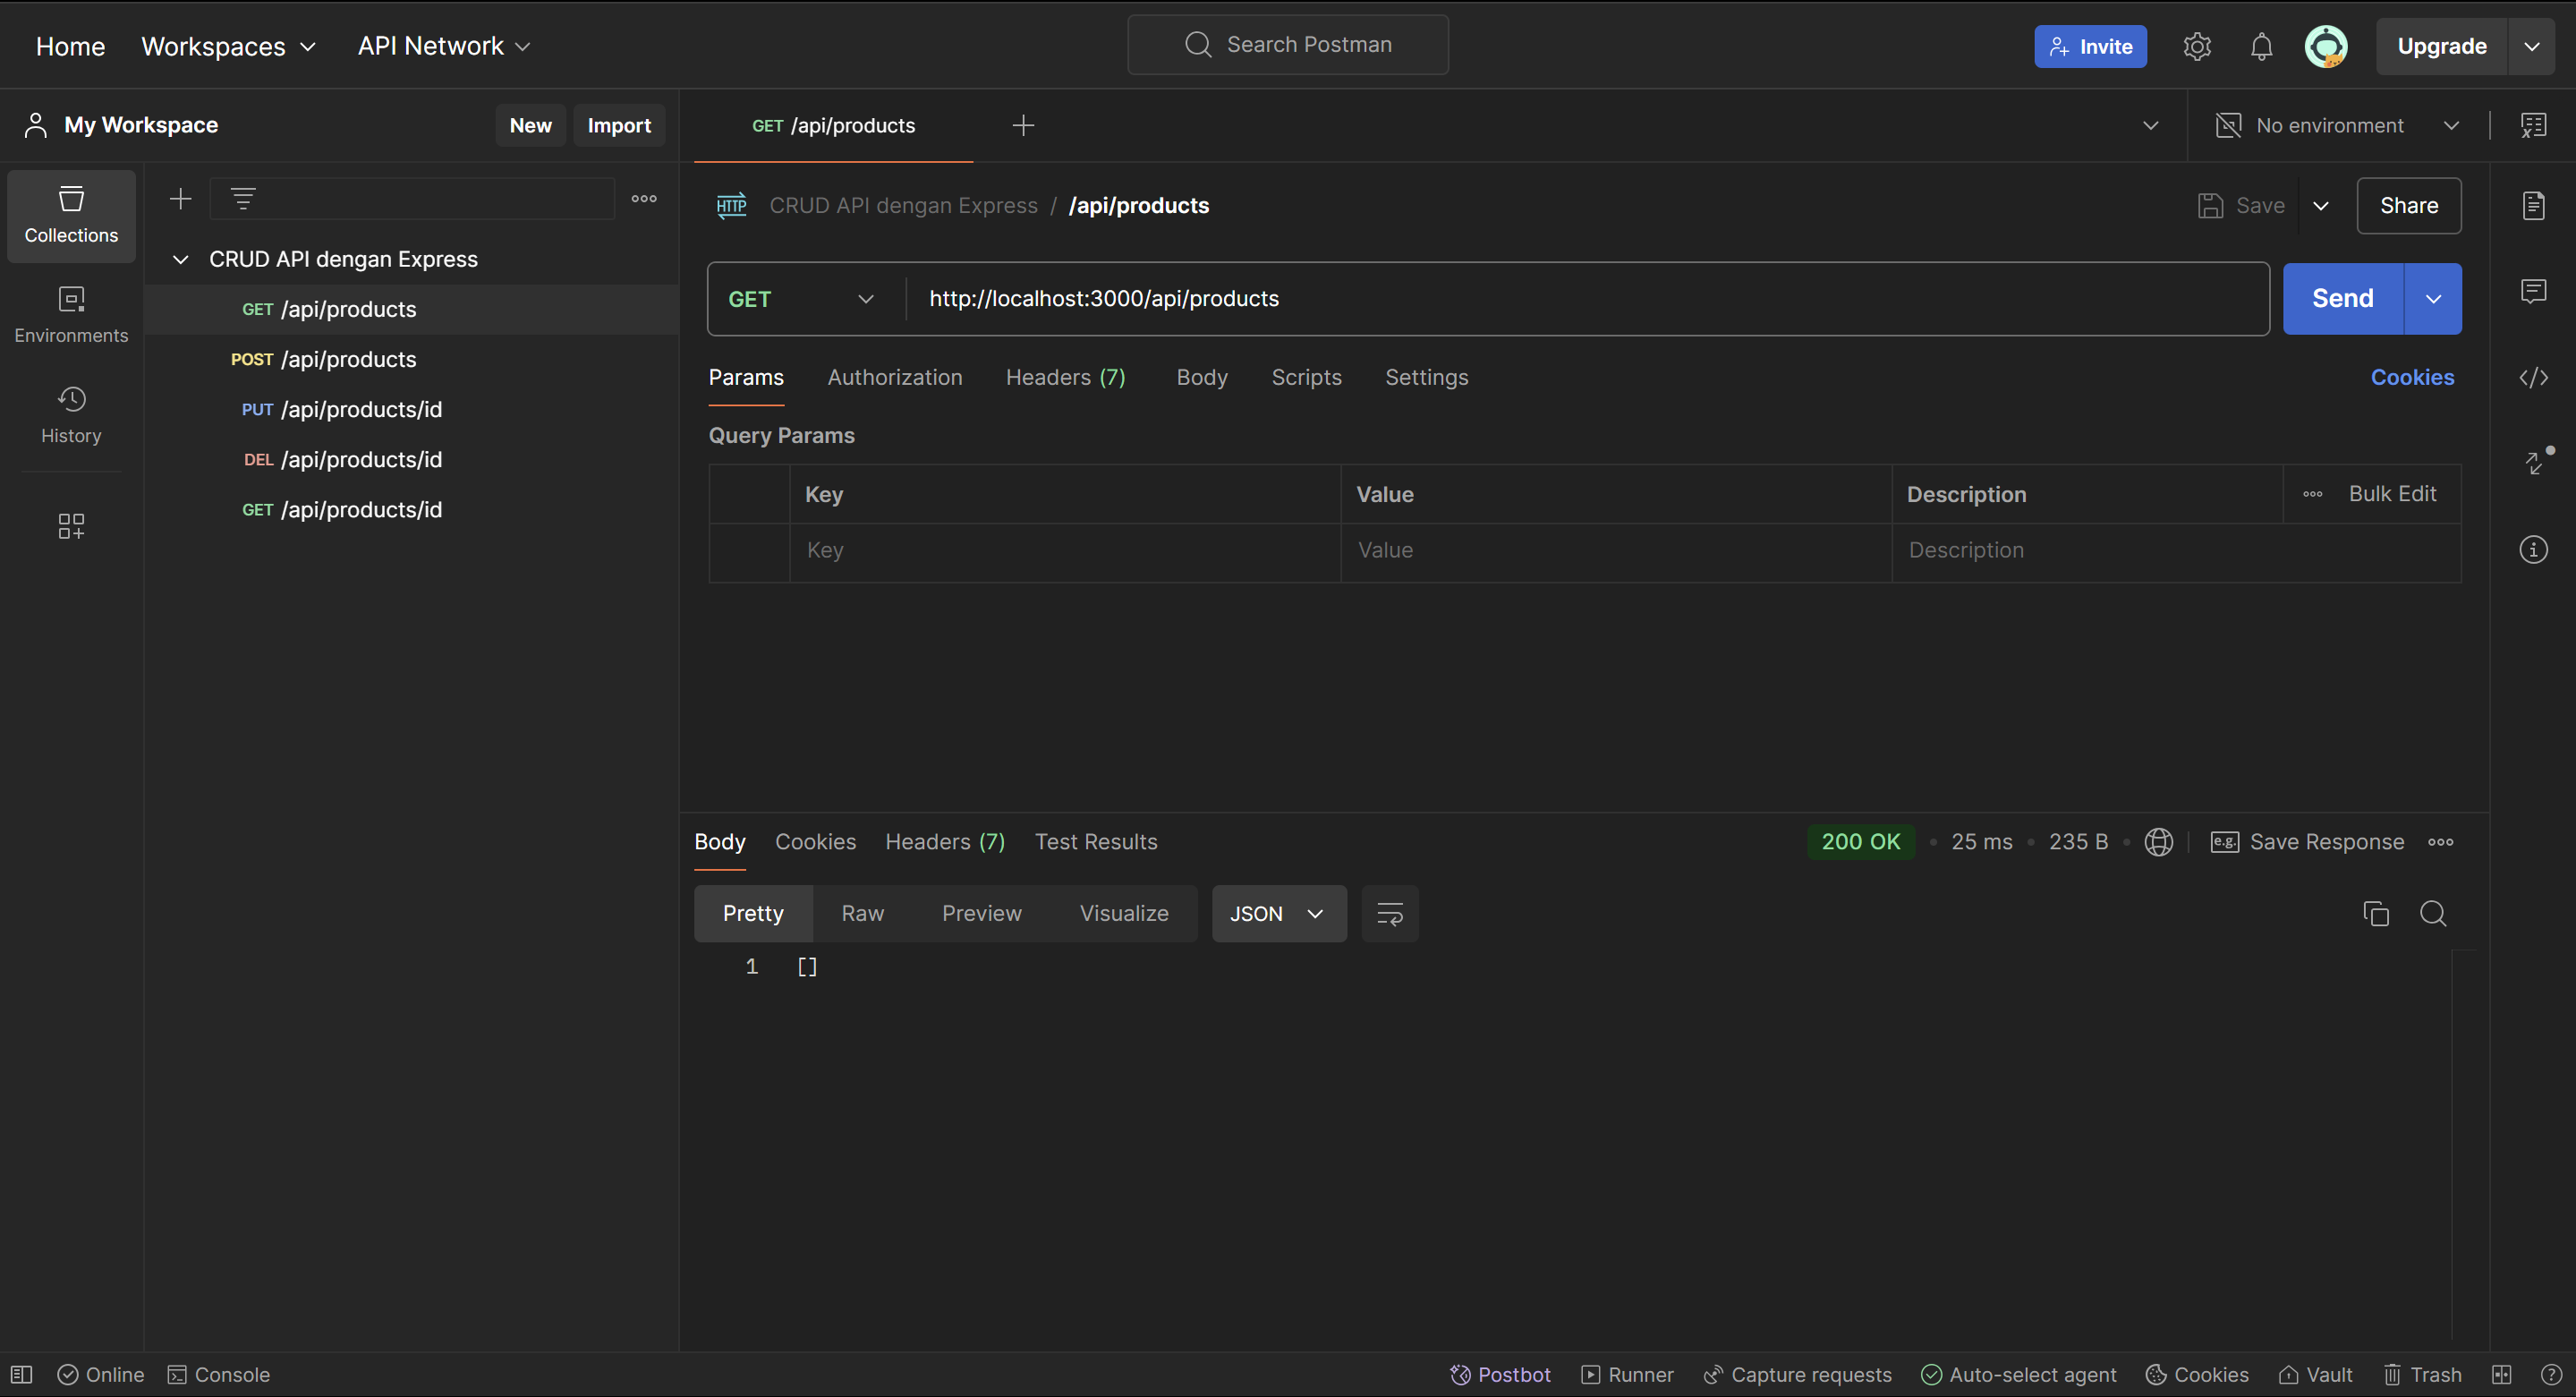 Home Workspaces API Network Search Postman Invite Upgrade
My Workspace New Import GET /api/products No environment
Collections
Environments
History
CRUD API dengan Express
GET /api/products
POST /api/products
PUT /api/products/id
DEL /api/products/id
GET /api/products/id
HTTP CRUD API dengan Express / /api/products Save Share
GET http://localhost:3000/api/products Send
Params Authorization Headers (7) Body Scripts Settings Cookies
Query Params
Key Value Description Bulk Edit
Key Value Description
Body Cookies Headers (7) Test Results 200 OK 25 ms 235 B e.g. Save Response
Pretty Raw Preview Visualize JSON
1 []
Online Console Postbot Runner Capture requests Auto-select agent Cookies Vault Trash